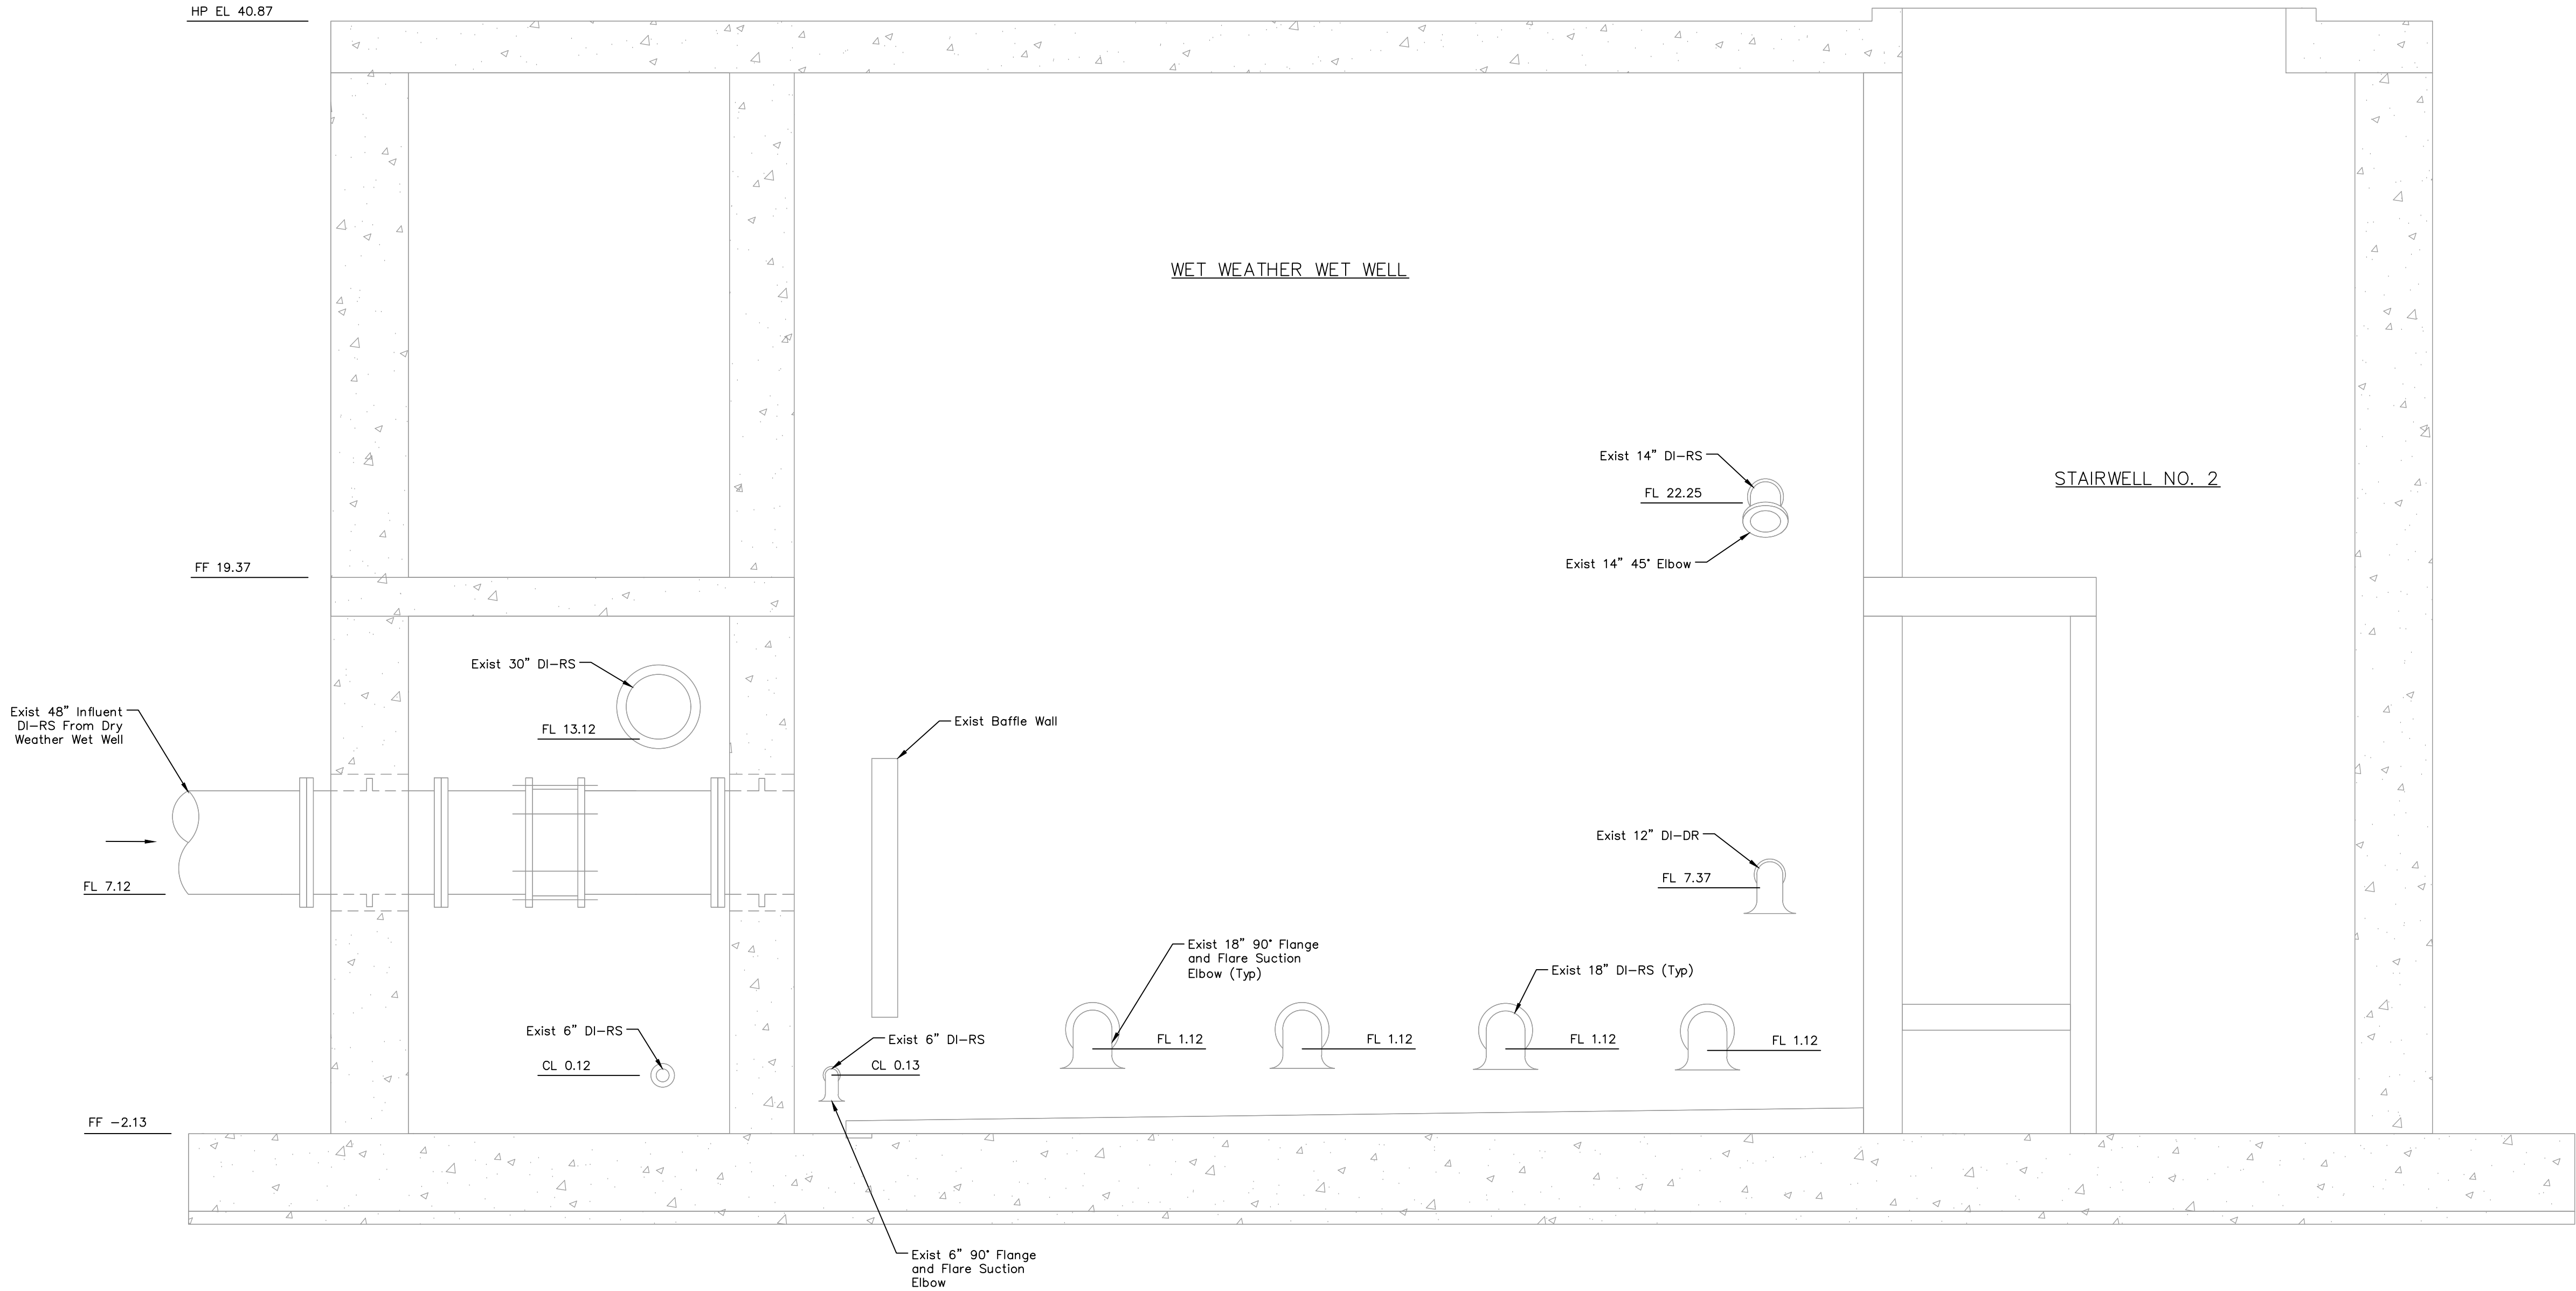 HP EL 40.87
WET WEATHER WET WELL
Exist 14" DI-RS
STAIRWELL NO. 2
FL 22.25
Exist 14" 45° Elbow
FF 19.37
Exist 30" DI-RS
Exist 48" Influent
DI-RS From Dry
Weather Wet Well
FL 13.12
Exist Baffle Wall
Exist 12" DI-DR
FL 7.37
FL 7.12
Exist 18" 90° Flange
and Flare Suction
Elbow (Typ)
Exist 18" DI-RS (Typ)
Exist 6" DI-RS
Exist 6" DI-RS
FL 1.12
FL 1.12
FL 1.12
FL 1.12
CL 0.12
CL 0.13
FF -2.13
Exist 6" 90° Flange
and Flare Suction
Elbow